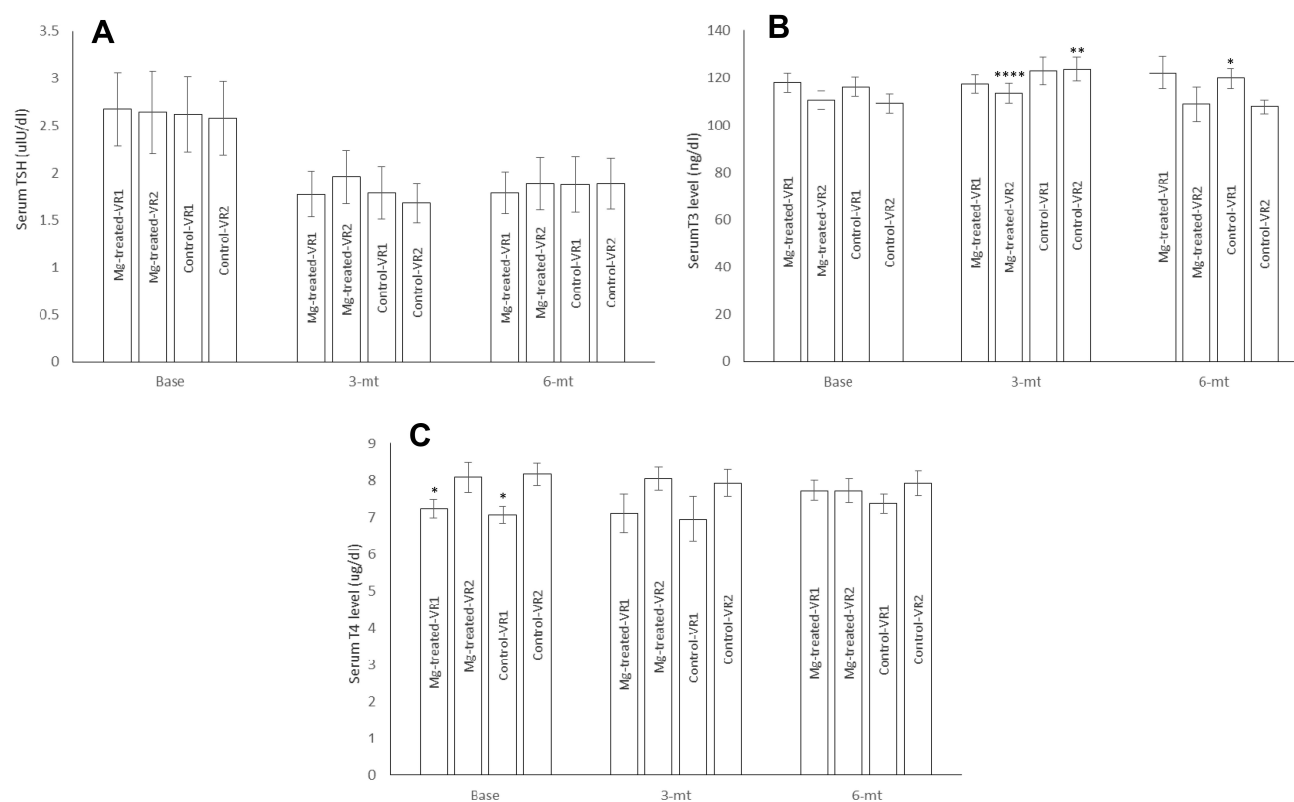 A
3.5
3
2.5
2
1.5
1
0.5
0
Serum TSH (uIU/dl)
Mg-treated-VR1
Mg-treated-VR2
Control-VR1
Control-VR2
Mg-treated-VR1
Mg-treated-VR2
Control-VR1
Control-VR2
Mg-treated-VR1
Mg-treated-VR2
Control-VR1
Control-VR2
Base 3-mt 6-mt
B
140
120
100
80
60
40
20
0
SerumT3 level (ng/dl)
**** ** *
Mg-treated-VR1
Mg-treated-VR2
Control-VR1
Control-VR2
Mg-treated-VR1
Mg-treated-VR2
Control-VR1
Control-VR2
Mg-treated-VR1
Mg-treated-VR2
Control-VR1
Control-VR2
Base 3-mt 6-mt
C
9
8
7
6
5
4
3
2
1
0
Serum T4 level (ug/dl)
* *
Mg-treated-VR1
Mg-treated-VR2
Control-VR1
Control-VR2
Mg-treated-VR1
Mg-treated-VR2
Control-VR1
Control-VR2
Mg-treated-VR1
Mg-treated-VR2
Control-VR1
Control-VR2
Base 3-mt 6-mt